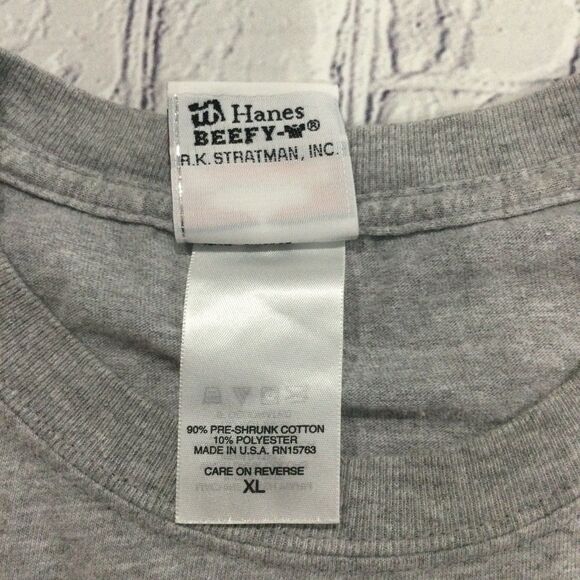 Hanes
BEEFY-®
R.K. STRATMAN, INC.
90% PRE-SHRUNK COTTON
10% POLYESTER
MADE IN U.S.A. RN15763
CARE ON REVERSE
XL